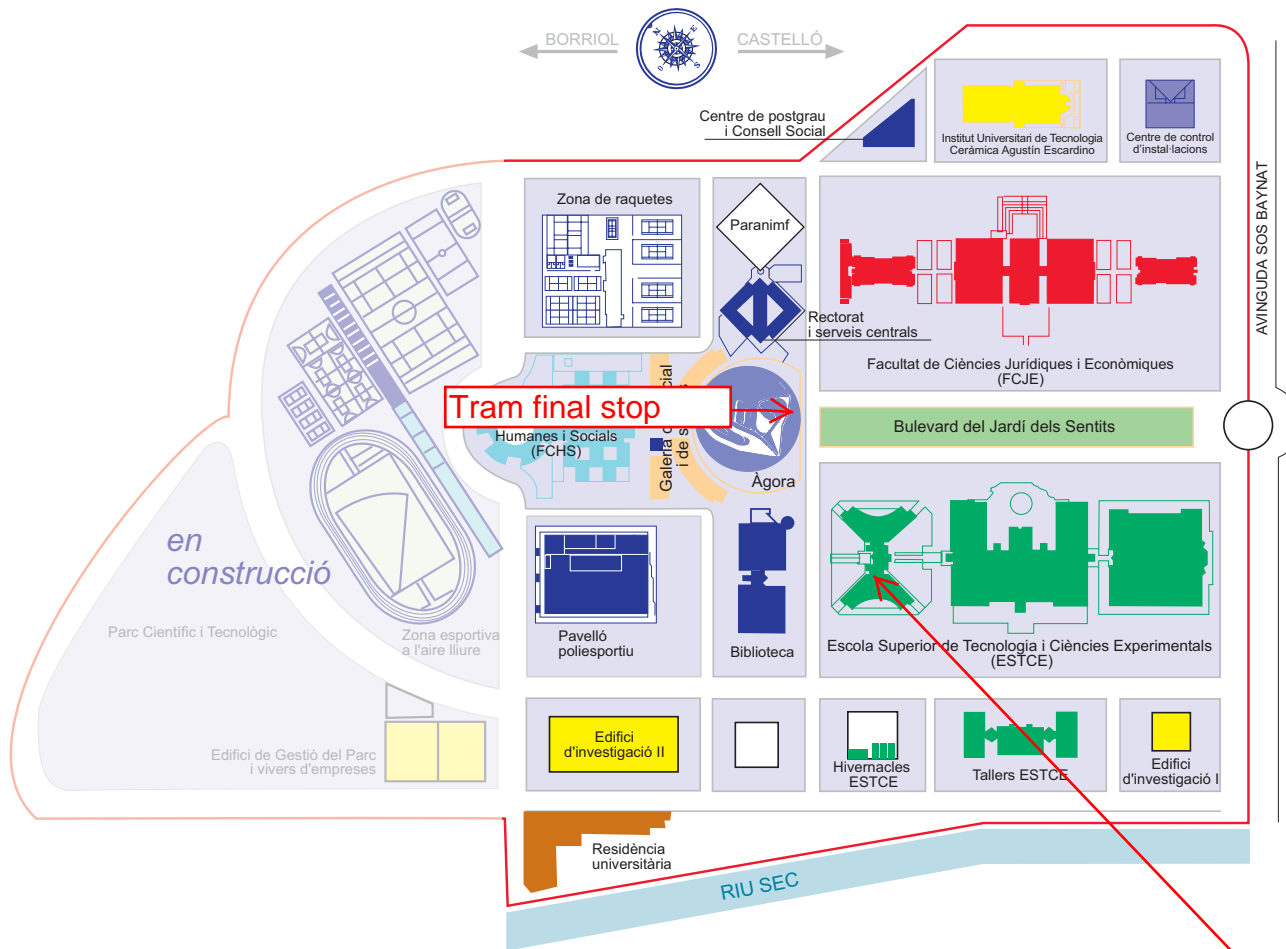 BORRIOL
CASTELLÓ
N
E
S
O
Centre de postgrau
i Consell Social
Institut Universitari de Tecnologia
Ceràmica Agustín Escardino
Centre de control
d'instal·lacions
AVINGUDA SOS BAYNAT
Zona de raquetes
Paranimf
Rectorat
i serveis centrals
Facultat de Ciències Jurídiques i Econòmiques
(FCJE)
Tram final stop
Humanes i Socials
(FCHS)
Galeria
i de
Àgora
Bulevard del Jardí dels Sentits
en
construcció
Parc Científic i Tecnològic
Zona esportiva
a l'aire lliure
Pavelló
poliesportiu
Biblioteca
Escola Superior de Tecnologia i Ciències Experimentals
(ESTCE)
Edifici de Gestió del Parc
i vivers d'empreses
Edifici
d'investigació II
Hivernacles
ESTCE
Tallers ESTCE
Edifici
d'investigació I
Residència
universitària
RIU SEC